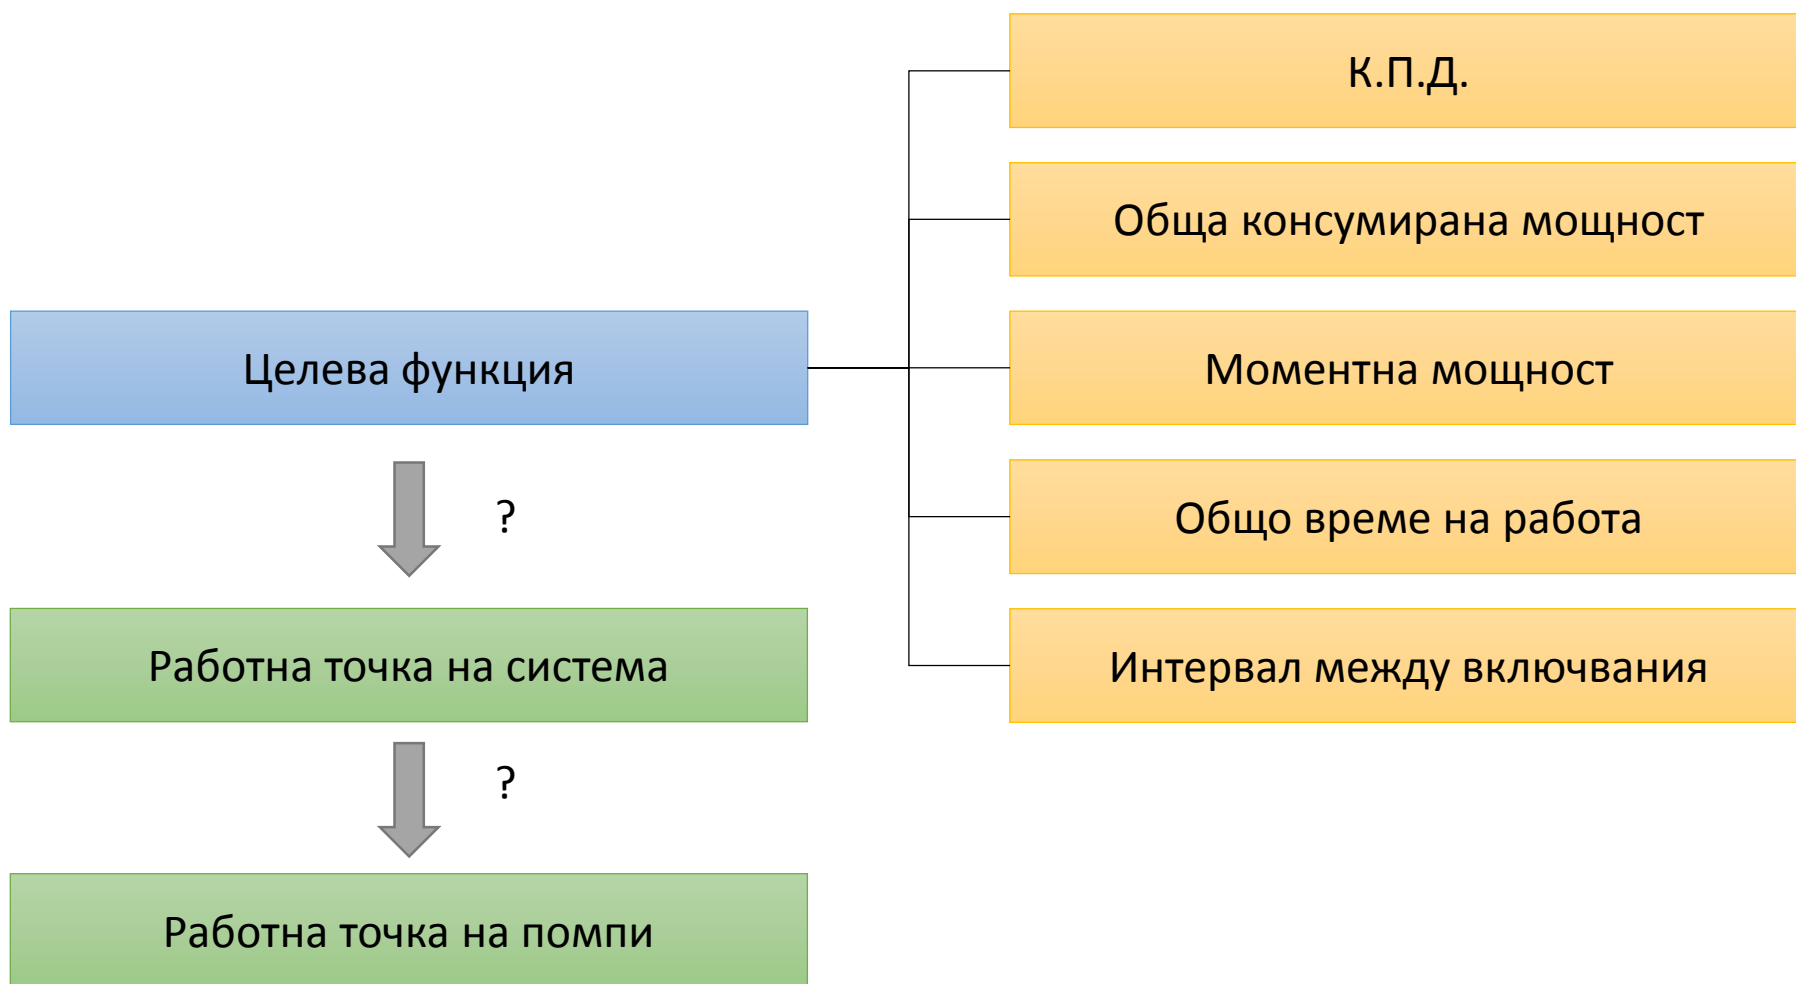 К.П.Д.
Обща консумирана мощност
Целева функция
Моментна мощност
?
Общо време на работа
Работна точка на система
Интервал между включвания
?
Работна точка на помпи